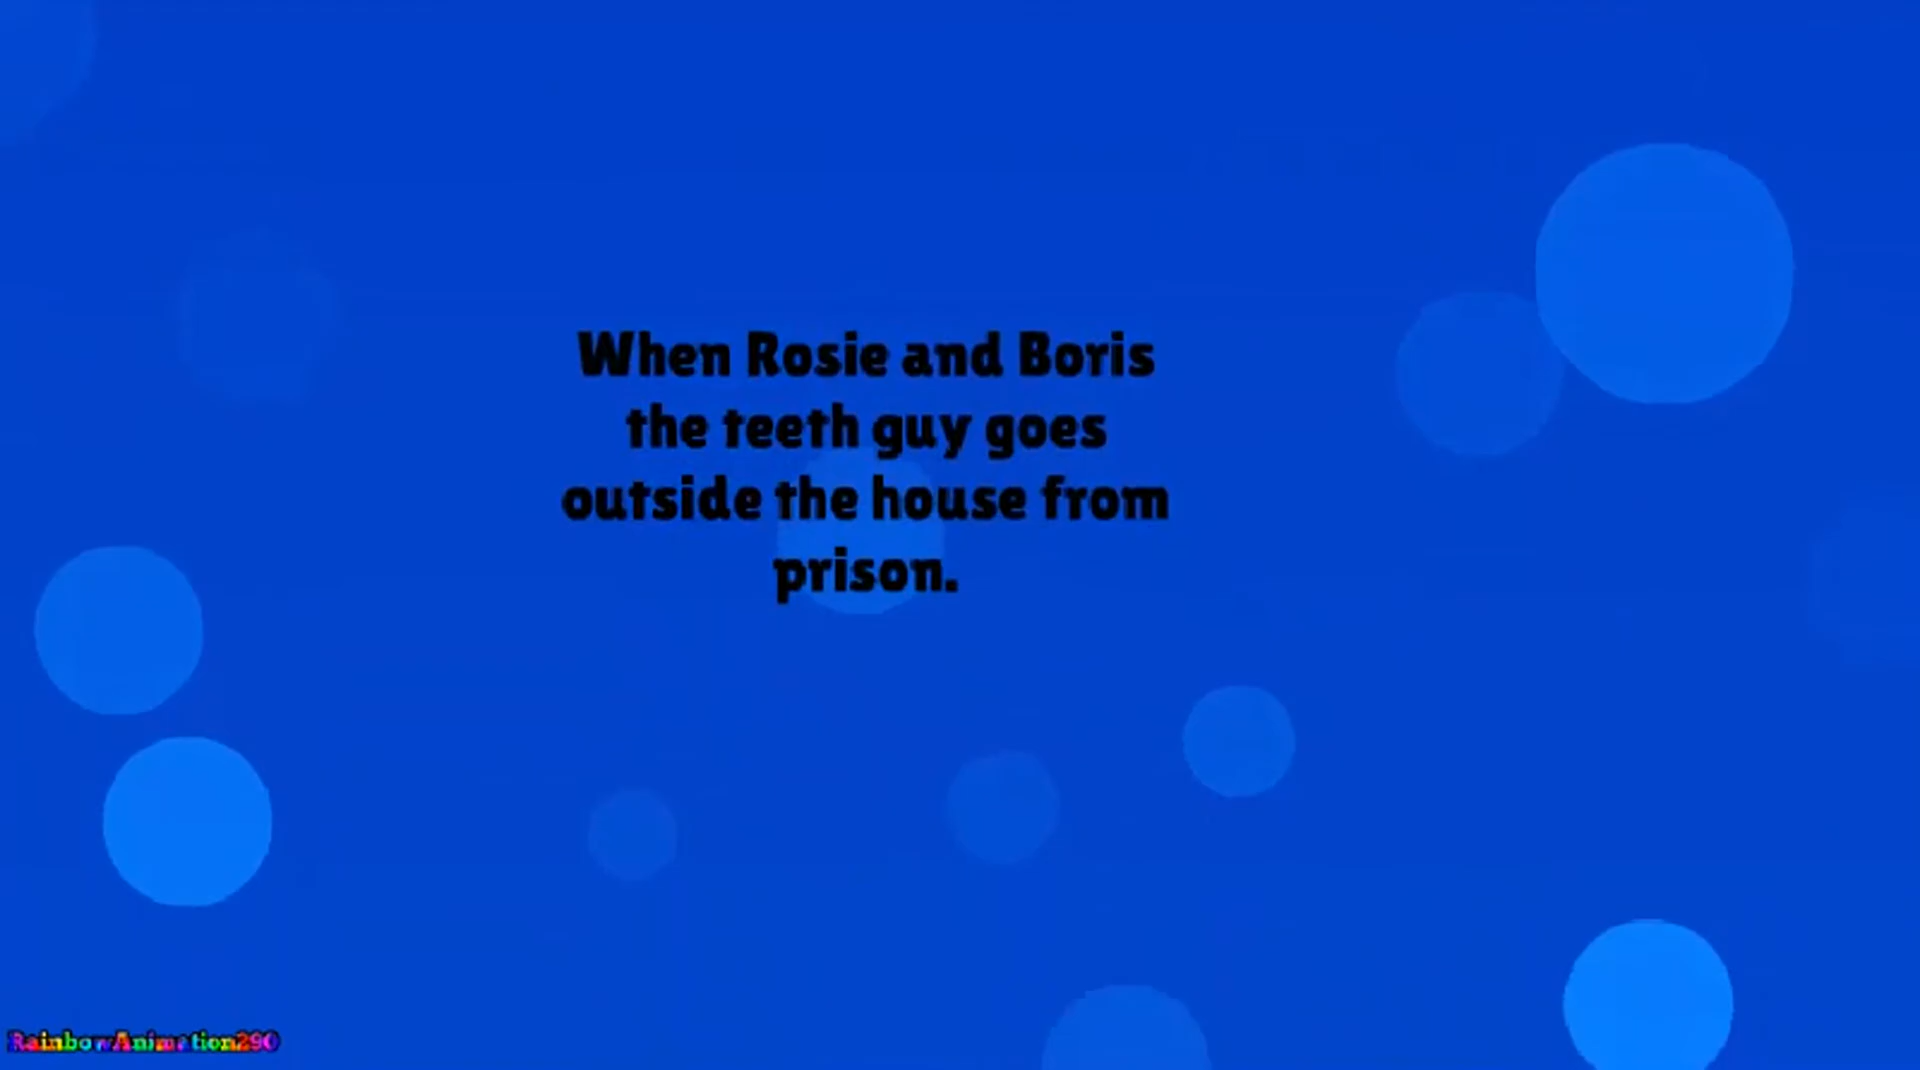 When Rosie and Boris
the teeth guy goes
outside the house from
prison.
RainbowAnimation290